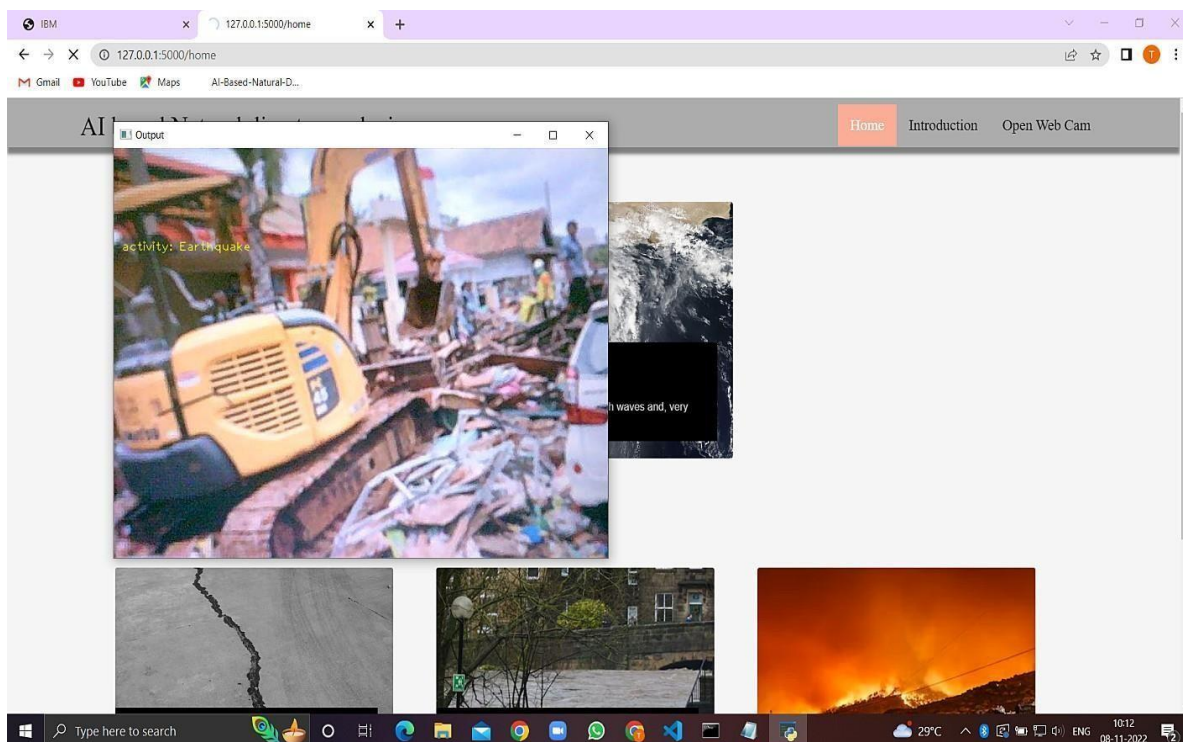 IBM
127.0.0.1:5000/home
127.0.0.1:5000/home
Gmail
YouTube
Maps
AI-Based-Natural-D...
AI
Home
Introduction
Open Web Cam
Output
activity: Earthquake
h waves and, very
Type here to search
29°C
ENG
10:12
08-11-2022